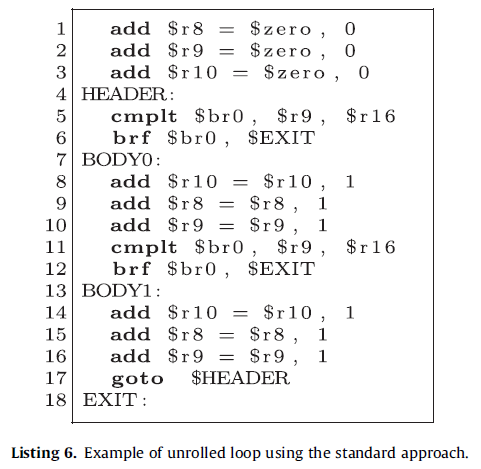 1 add $r8 = $zero , 0
2 add $r9 = $zero , 0
3 add $r10 = $zero , 0
4 HEADER:
5 cmplt $br0 , $r9 , $r16
6 brf $br0 , $EXIT
7 BODY0:
8 add $r10 = $r10 , 1
9 add $r8 = $r8 , 1
10 add $r9 = $r9 , 1
11 cmplt $br0 , $r9 , $r16
12 brf $br0 , $EXIT
13 BODY1:
14 add $r10 = $r10 , 1
15 add $r8 = $r8 , 1
16 add $r9 = $r9 , 1
17 goto $HEADER
18 EXIT:
Listing 6. Example of unrolled loop using the standard approach.